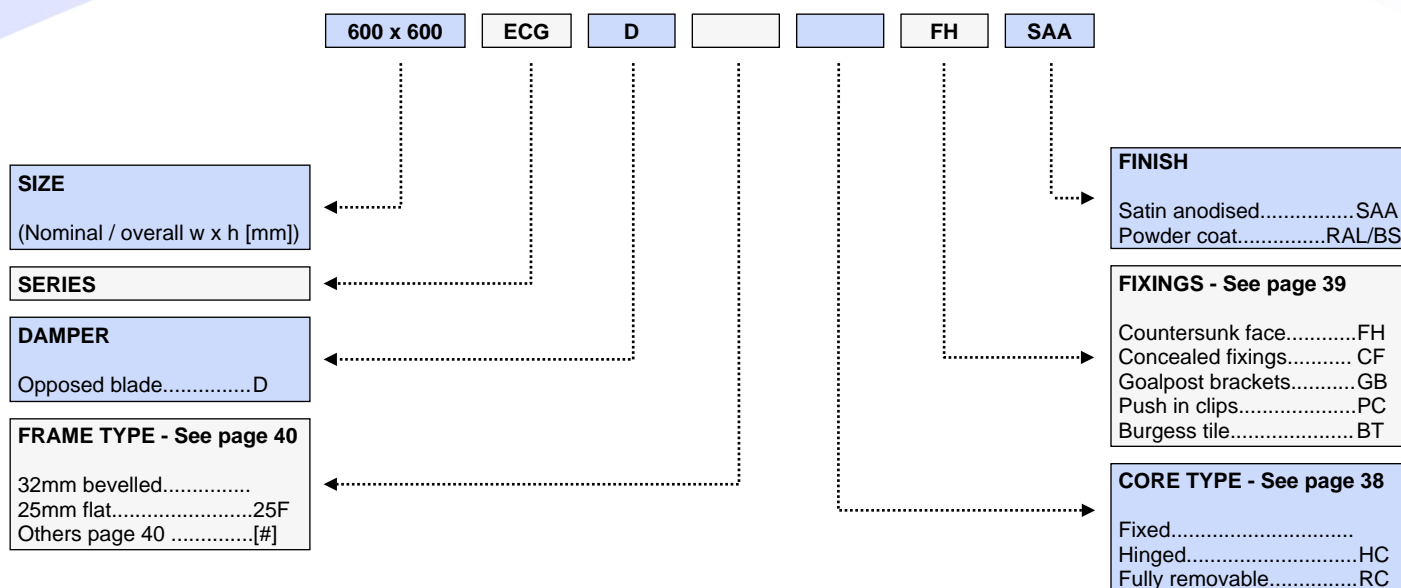 600 x 600 ECG D FH SAA
SIZE
(Nominal / overall w x h [mm])
SERIES
DAMPER
Opposed blade...............D
FRAME TYPE - See page 40
32mm bevelled...............
25mm flat........................25F
Others page 40 ..............[#]
FINISH
Satin anodised................SAA
Powder coat...............RAL/BS
FIXINGS - See page 39
Countersunk face............FH
Concealed fixings........... CF
Goalpost brackets...........GB
Push in clips....................PC
Burgess tile......................BT
CORE TYPE - See page 38
Fixed..............................
Hinged.............................HC
Fully removable...............RC